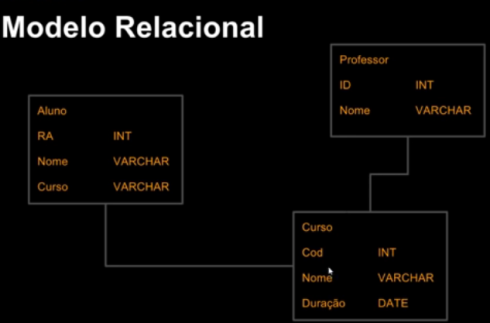 Modelo Relacional
Professor
ID INT
Nome VARCHAR
Aluno
RA INT
Nome VARCHAR
Curso VARCHAR
Curso
Cod INT
Nome VARCHAR
Duração DATE